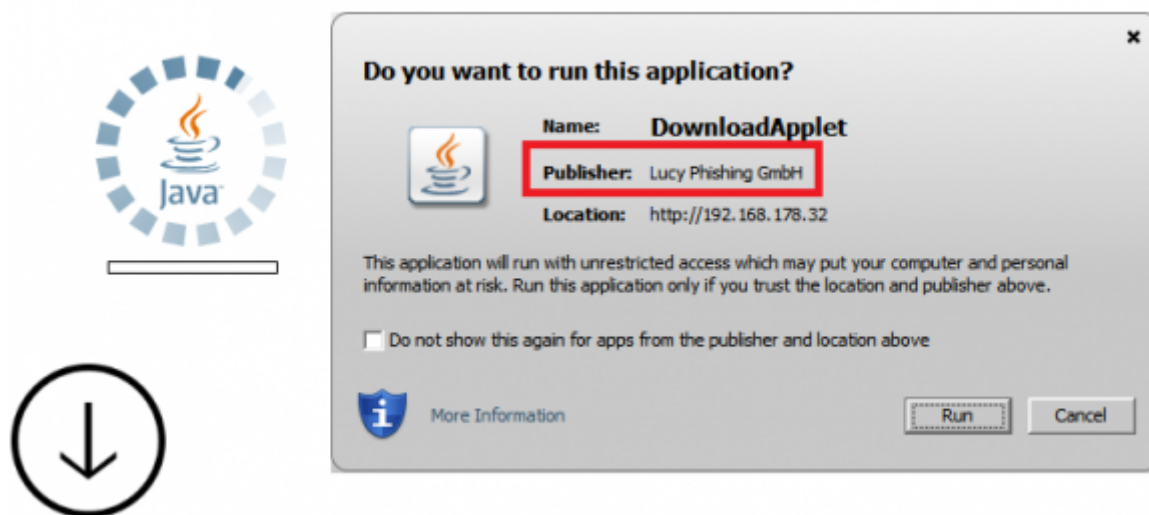 Java
Do you want to run this application?
Name: DownloadApplet
Publisher: Lucy Phishing GmbH
Location: http://192.168.178.32
This application will run with unrestricted access which may put your computer and personal
information at risk. Run this application only if you trust the location and publisher above.
Do not show this again for apps from the publisher and location above
More Information
Run
Cancel